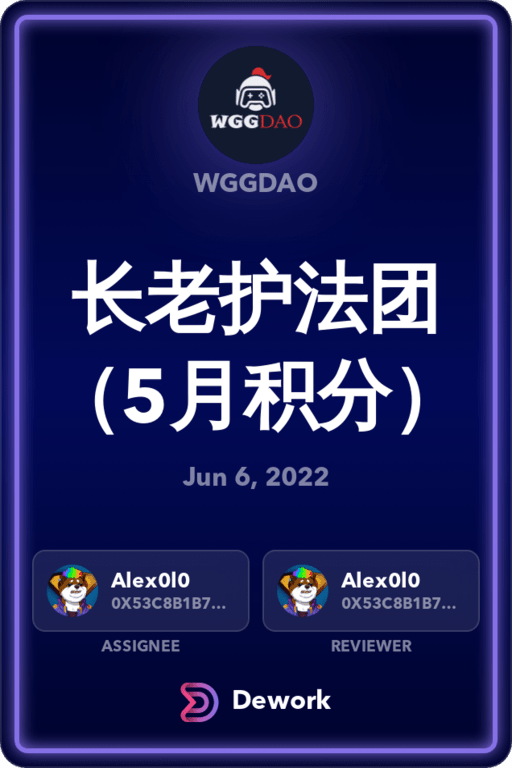 WGGDAO
WGGDAO
长老护法团
（5月积分）
Jun 6, 2022
Alex0l0
0X53C8B1B7...
ASSIGNEE
Alex0l0
0X53C8B1B7...
REVIEWER
Dework